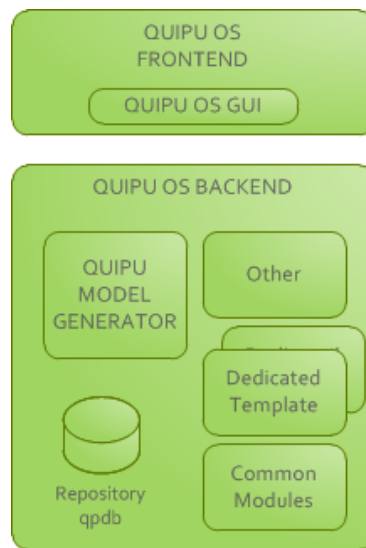 QUIPU OS
FRONTEND
QUIPU OS GUI
QUIPU OS BACKEND
QUIPU
MODEL
GENERATOR
Other
Dedicated
Template
Repository
qpdb
Common
Modules